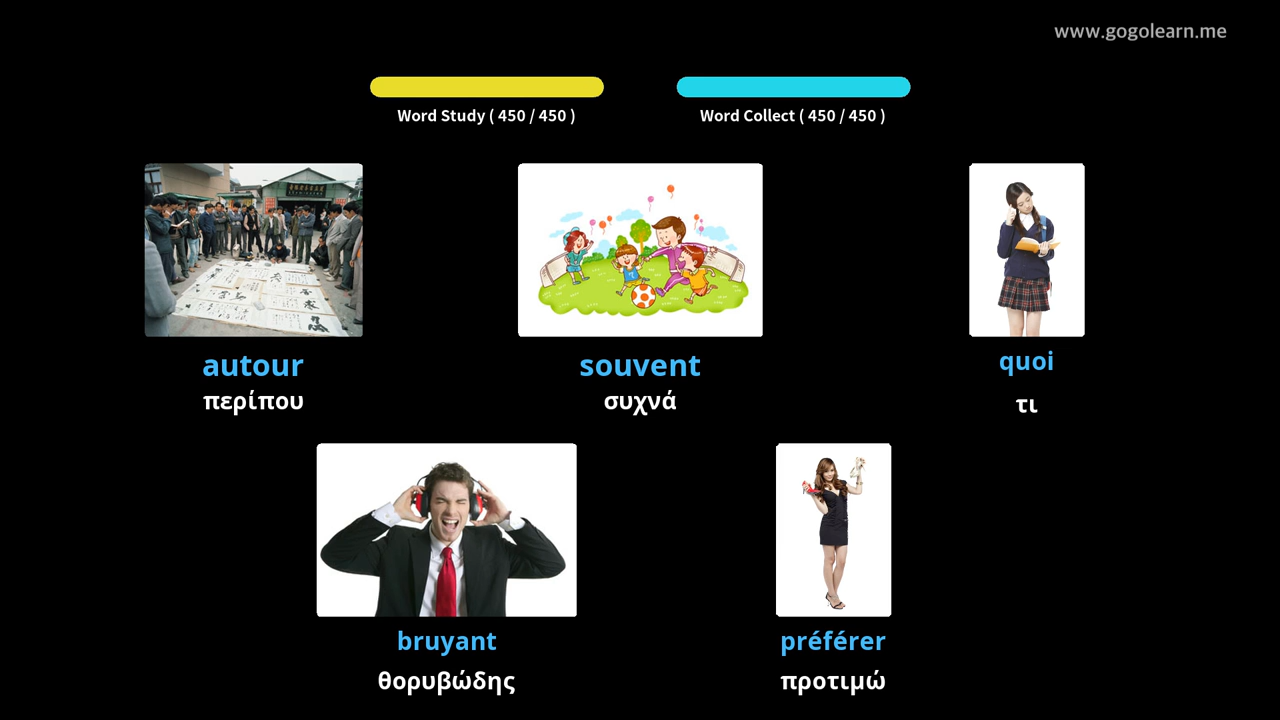 www.gogolearn.me
Word Study ( 450 / 450 )
Word Collect ( 450 / 450 )
autour
περίπου
souvent
συχνά
quoi
τι
bruyant
θορυβώδης
préférer
προτιμώ